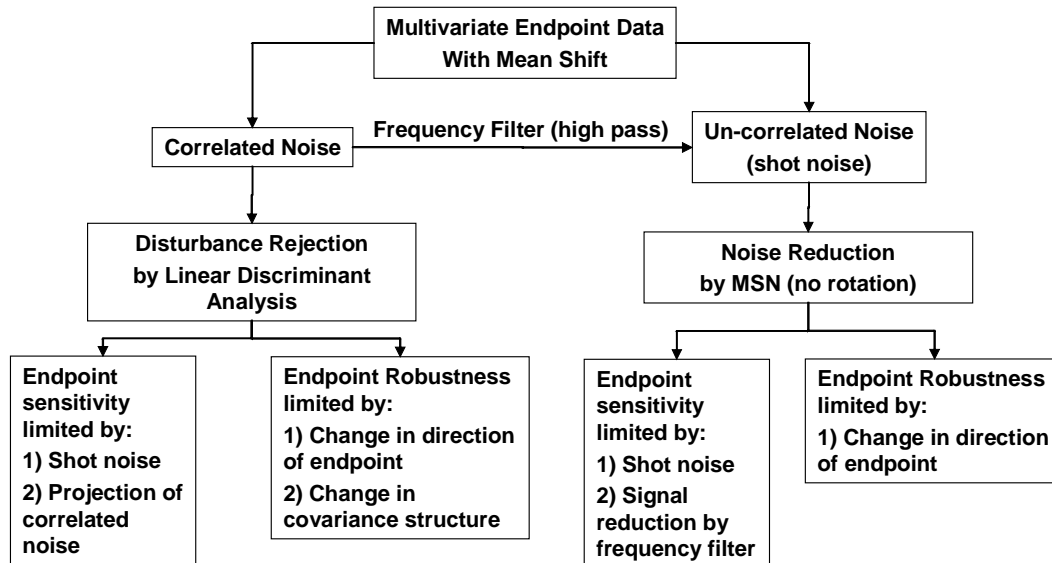 Multivariate Endpoint Data
With Mean Shift
Correlated Noise
Frequency Filter (high pass)
Un-correlated Noise
(shot noise)
Disturbance Rejection
by Linear Discriminant
Analysis
Noise Reduction
by MSN (no rotation)
Endpoint
sensitivity
limited by:
1) Shot noise
2) Projection of
correlated
noise
Endpoint Robustness
limited by:
1) Change in direction
of endpoint
2) Change in
covariance structure
Endpoint
sensitivity
limited by:
1) Shot noise
2) Signal
reduction by
frequency filter
Endpoint Robustness
limited by:
1) Change in direction
of endpoint